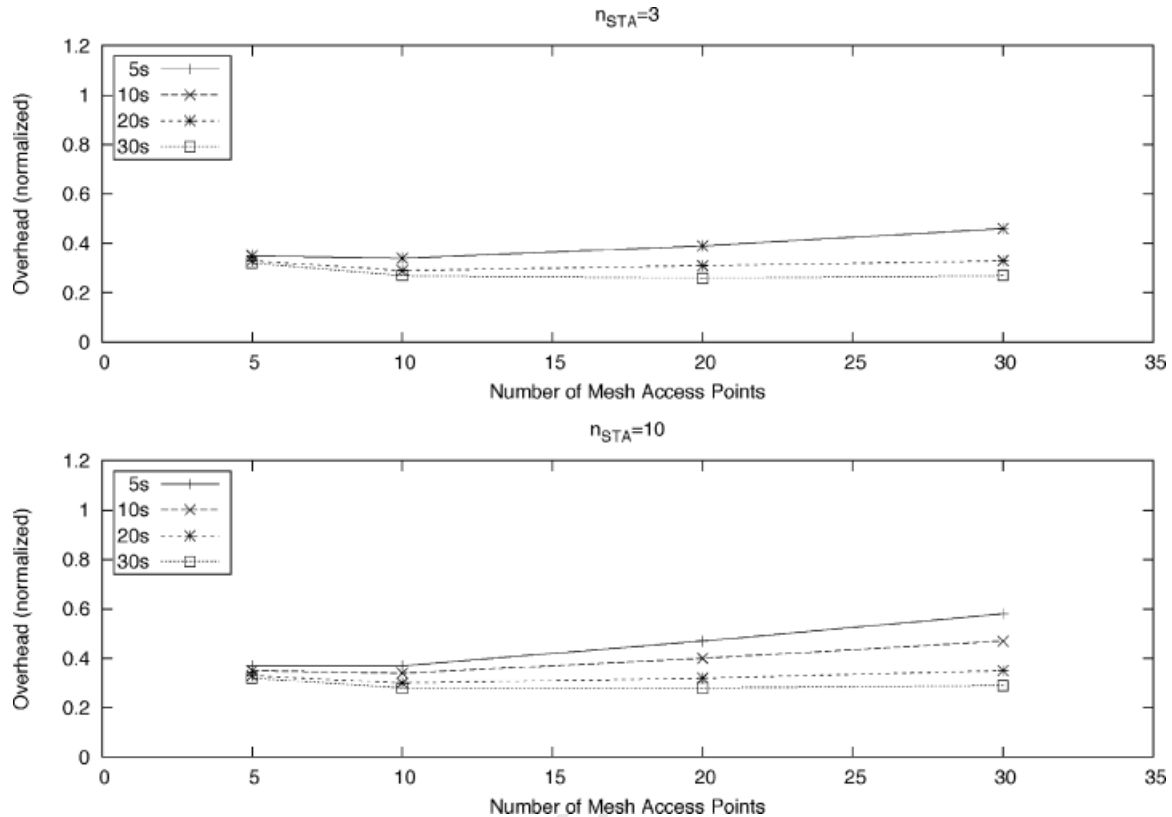 n_STA=3
1.2
1
0.8
0.6
0.4
0.2
0
Overhead (normalized)
5s
10s
20s
30s
0 5 10 15 20 25 30 35
Number of Mesh Access Points
n_STA=10
1.2
1
0.8
0.6
0.4
0.2
0
Overhead (normalized)
5s
10s
20s
30s
0 5 10 15 20 25 30 35
Number of Mesh Access Points